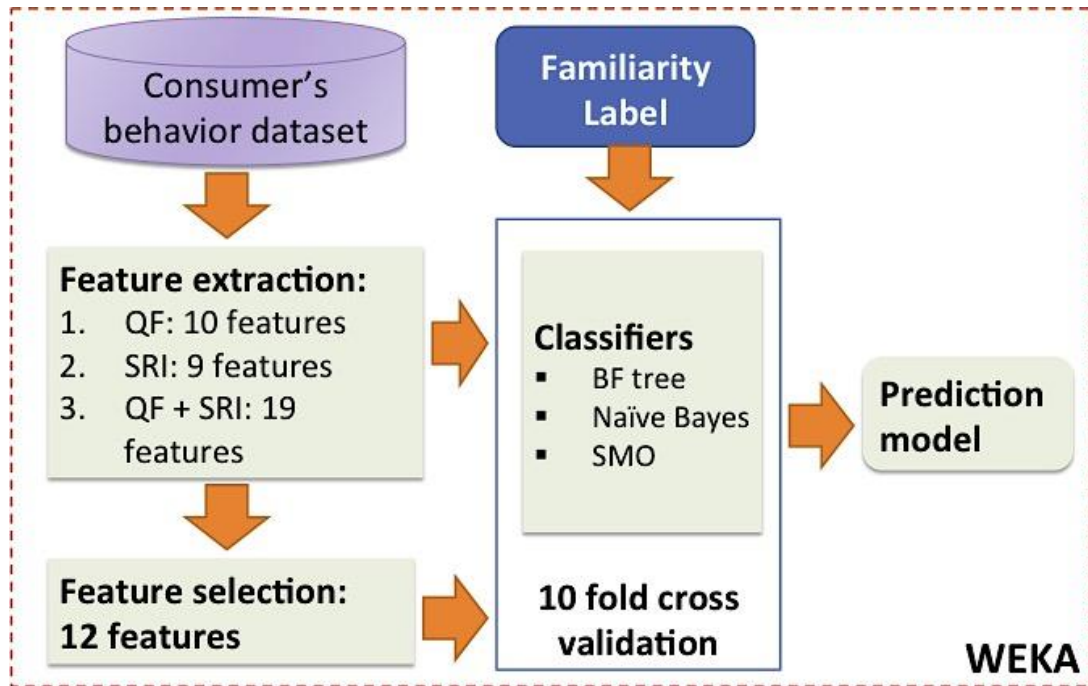 Consumer's
behavior dataset
Familiarity
Label
Feature extraction:
1. QF: 10 features
2. SRI: 9 features
3. QF + SRI: 19
features
Classifiers
▪ BF tree
▪ Naïve Bayes
▪ SMO
Prediction
model
Feature selection:
12 features
10 fold cross
validation
WEKA